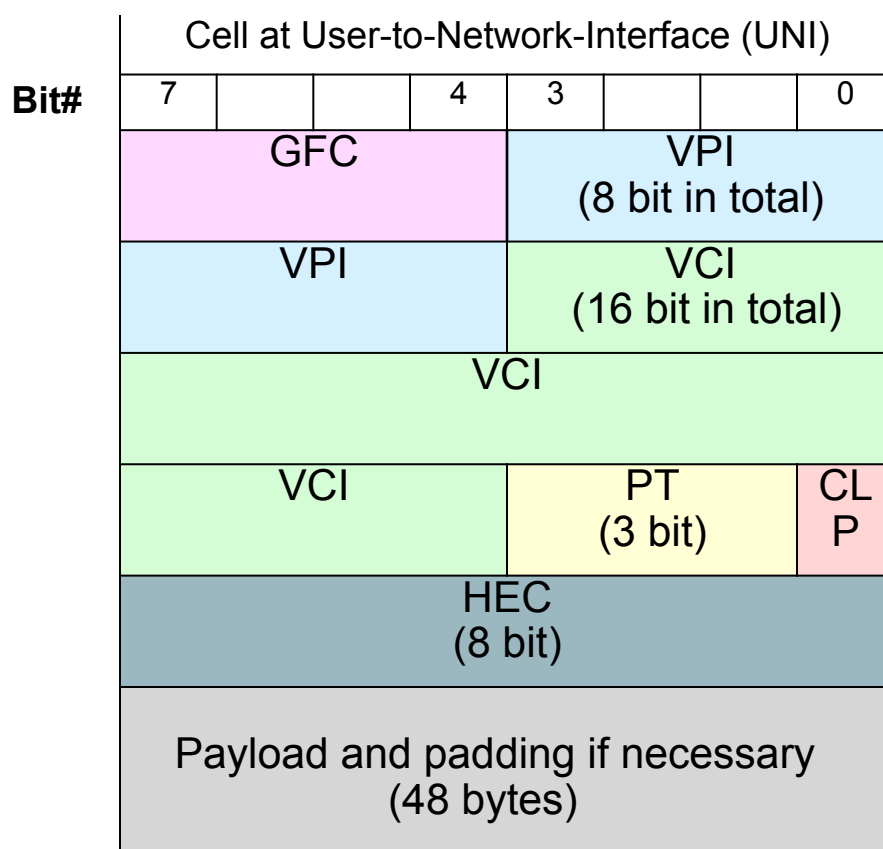 Cell at User-to-Network-Interface (UNI)
Bit# 7 4 3 0
GFC VPI
(8 bit in total)
VPI VCI
(16 bit in total)
VCI
VCI PT CL
(3 bit) P
HEC
(8 bit)
Payload and padding if necessary
(48 bytes)